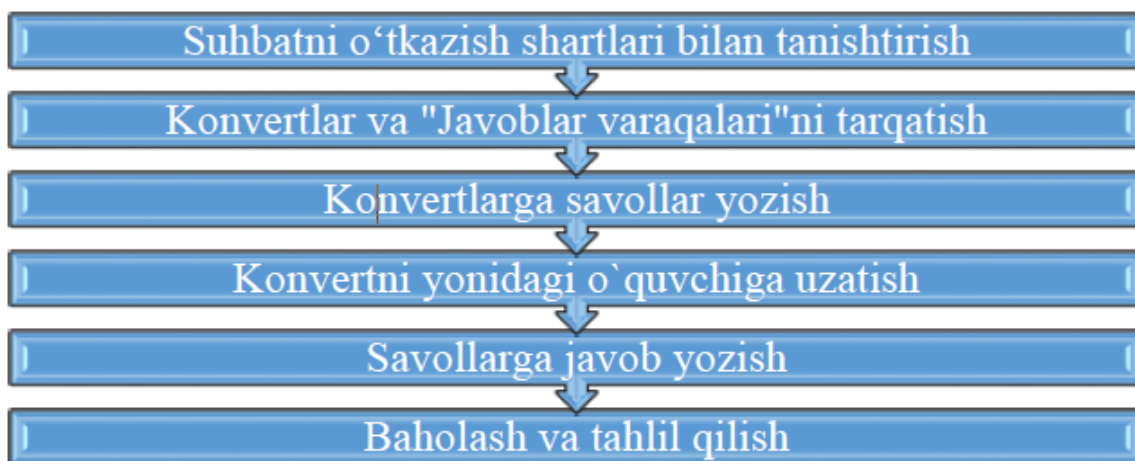 Suhbatni o‘tkazish shartlari bilan tanishtirish
Konvertlar va "Javoblar varaqalari"ni tarqatish
Konvertlarga savollar yozish
Konvertni yonidagi o`quvchiga uzatish
Savollarga javob yozish
Baholash va tahlil qilish